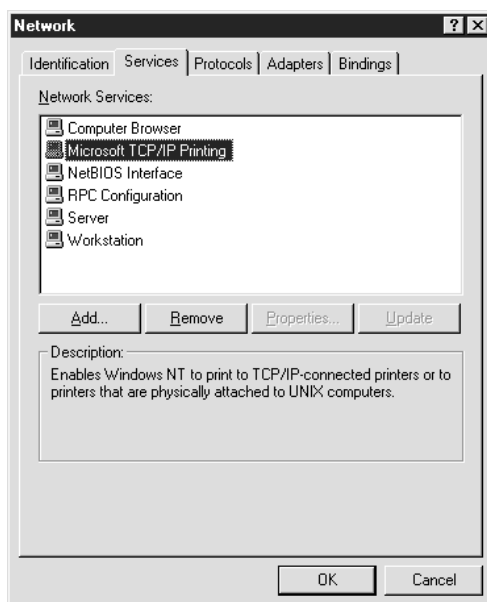 Network
Identification Services Protocols Adapters Bindings
Network Services:
Computer Browser
Microsoft TCP/IP Printing
NetBIOS Interface
RPC Configuration
Server
Workstation
Add... Remove Properties... Update
Description:
Enables Windows NT to print to TCP/IP-connected printers or to
printers that are physically attached to UNIX computers.
OK Cancel